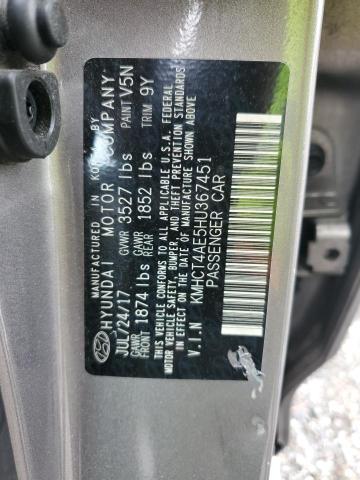 MANUFACTURED IN KOREA BY
HYUNDAI MOTOR COMPANY
JUL/24/17 GVWR 3527 lbs PAINT V5N
GAWR FRONT 1874 lbs GAWR REAR 1852 lbs TRIM 9Y
THIS VEHICLE CONFORMS TO ALL APPLICABLE U.S.A. FEDERAL
MOTOR VEHICLE SAFETY, BUMPER, AND THEFT PREVENTION STANDARDS
IN EFFECT ON THE DATE OF MANUFACTURE SHOWN ABOVE
V.I.N KMHCT4AE5HU367451
PASSENGER CAR